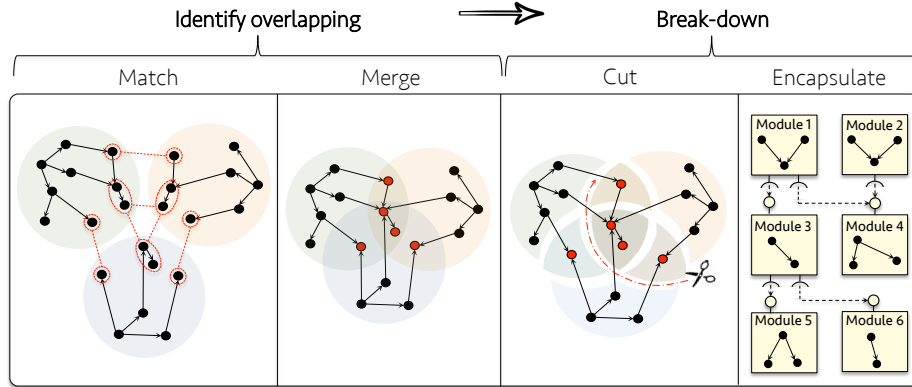 Identify overlapping
Break-down
Match
Merge
Cut
Encapsulate
Module 1
Module 2
Module 3
Module 4
Module 5
Module 6